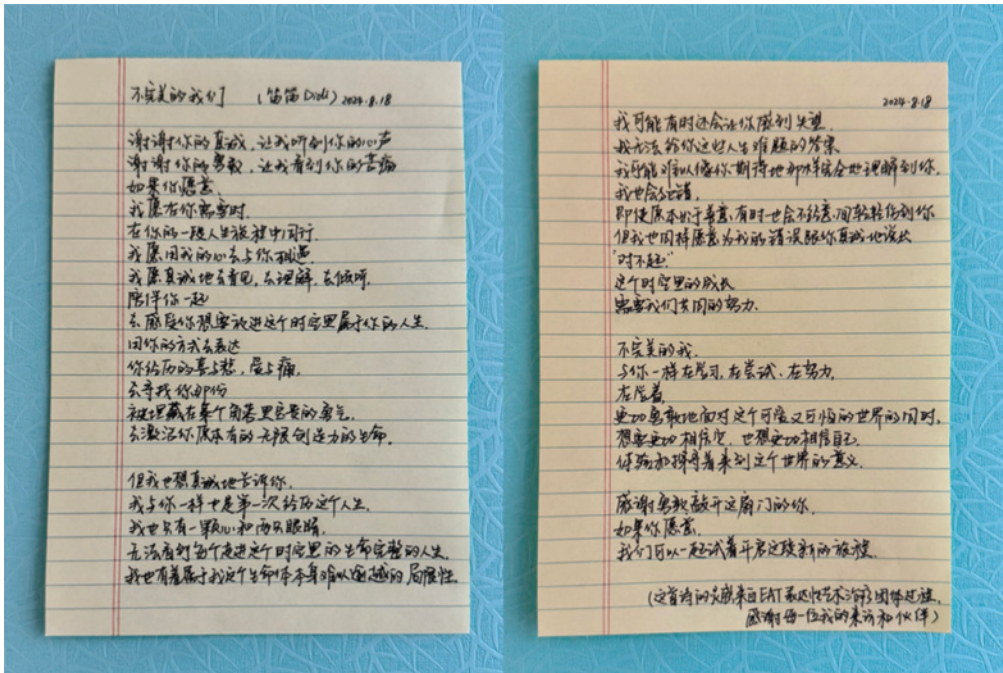 不完美的我们 (笛笛Didi) 2024.8.18
谢谢你的真诚，让我听到你的心声
谢谢你的勇敢，让我看到你的苦痛
如果你愿意，
我愿在你需要时，
在你的一段人生旅程中同行
我愿用我的心去与你相遇
我愿真诚地去看见，去理解，去倾听，
陪伴你一起
去感受你想要放进这个时空里属于你的人生，
用你的方式去表达
你经历的喜与悲，爱与痛，
去寻找你那份
被埋藏在某个角落里宝贵的勇气，
去激活你原本有的无限创造力的生命。
但我也想真诚地告诉你，
我与你一样也是第一次经历这个人生，
我也只有一颗心和两只眼睛，
无法看到每个走进这个时空里的生命完整的人生，
我也有着属于我这个生命体本身难以逾越的局限性。
2024.8.18
我可能有时还会让你感到失望，
我无法给你这些人生难题的答案
我可能难以像你期待地那样完全地理解到你，
我也会犯错，
即使原本出于善意，有时也会不经意间轻轻伤到你
但我也同样愿意为我的错误跟你真诚地说出
“对不起”
这个时空里的成长
需要我们共同的努力。
不完美的我，
与你一样在学习，在尝试，在努力，
在学着，
更加勇敢地面对这个可爱又可怕的世界的同时，
想要更加相信它，也想更加相信自己，
体验和探寻着来到这个世界的意义。
感谢勇敢敲开这扇门的你，
如果你愿意，
我们可以一起试着开启这段新的旅程。
(这首诗的灵感来自EAT表达性艺术治疗团体过程，
感谢每一位我的来访和伙伴)